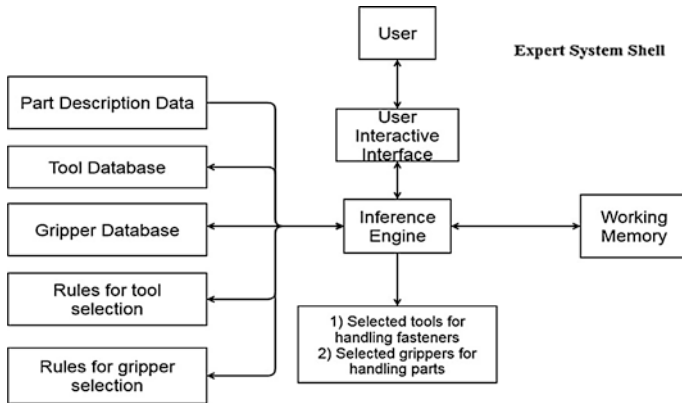 User
Expert System Shell
Part Description Data
User
Interactive
Interface
Tool Database
Gripper Database
Inference
Engine
Working
Memory
Rules for tool
selection
1) Selected tools for
handling fasteners
2) Selected grippers for
handling parts
Rules for gripper
selection